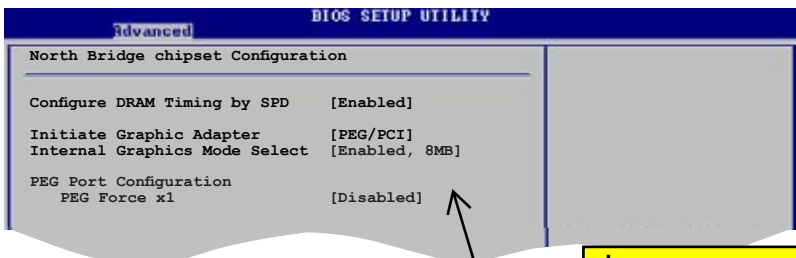 BIOS SETUP UTILITY
Advanced
North Bridge chipset Configuration
Configure DRAM Timing by SPD [Enabled]
Initiate Graphic Adapter [PEG/PCI]
Internal Graphics Mode Select [Enabled, 8MB]
PEG Port Configuration
PEG Force x1 [Disabled]